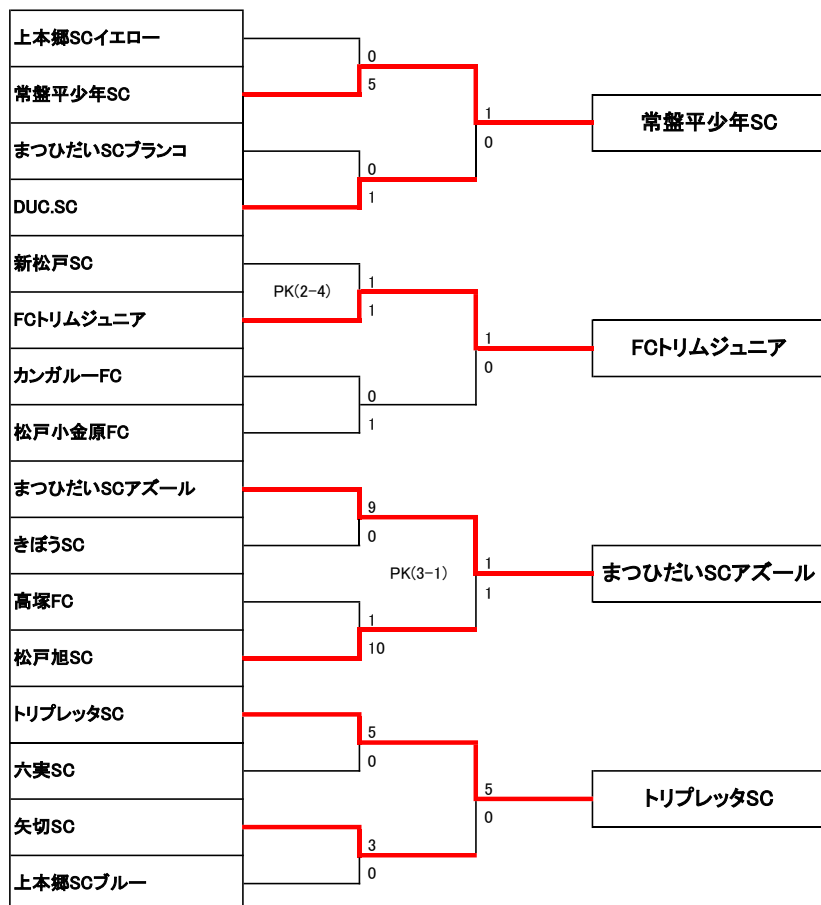 上本郷SCイエロー
0
常盤平少年SC
5
1
常盤平少年SC
0
まつひだいSCブランコ
0
DUC.SC
1
新松戸SC
PK(2-4)
1
FCトリムジュニア
1
1
FCトリムジュニア
0
カンガルーFC
0
松戸小金原FC
1
まつひだいSCアズール
9
きぼうSC
0
PK(3-1)
1
まつひだいSCアズール
1
高塚FC
1
松戸旭SC
10
トリプレッタSC
5
六実SC
0
5
トリプレッタSC
0
矢切SC
3
上本郷SCブルー
0